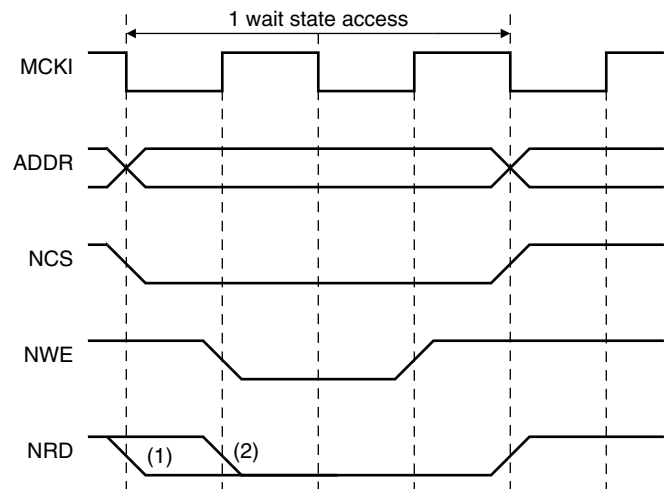 1 wait state access
MCKI
ADDR
NCS
NWE
NRD (1) (2)